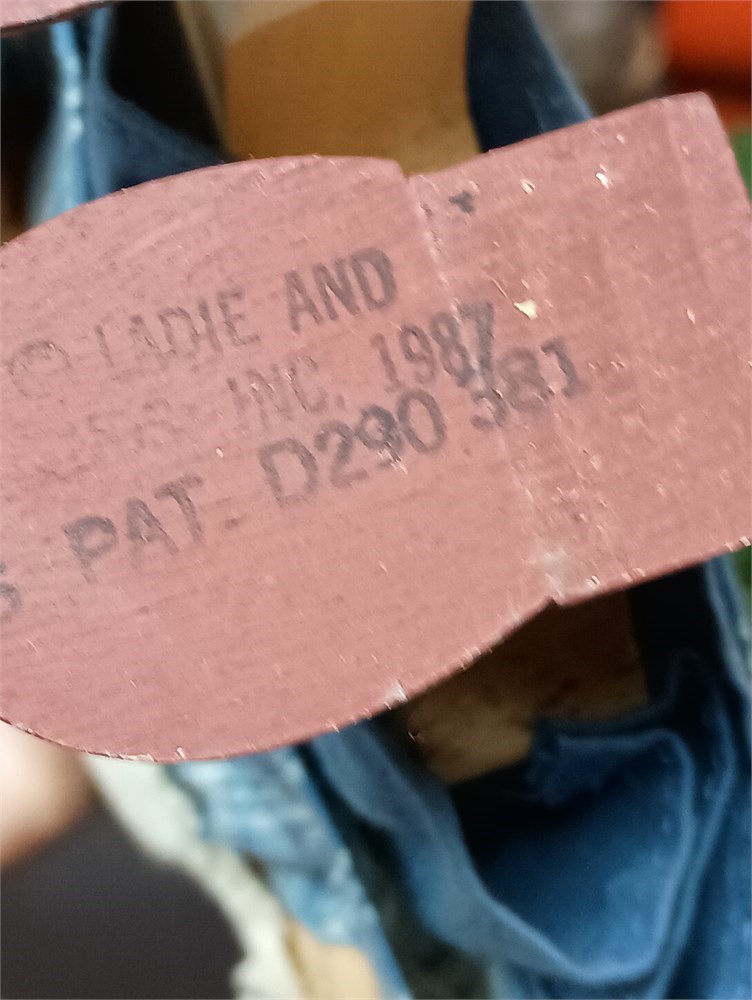 © LADIE AND
INC. 1987
PAT. D290 381